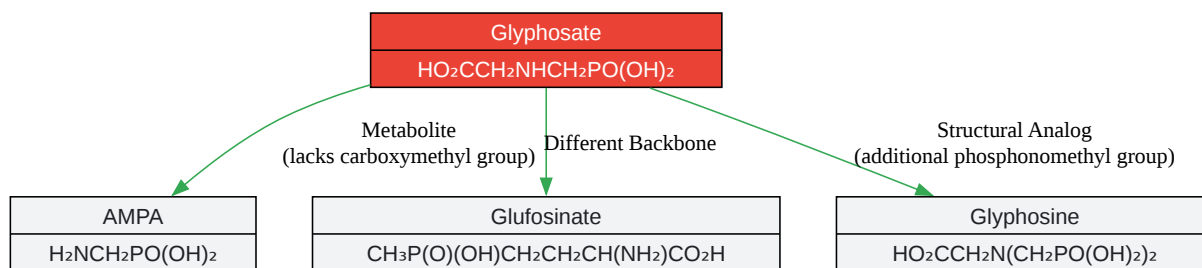 Glyphosate
HO₂CCH₂NHCH₂PO(OH)₂
Metabolite
(lacks carboxymethyl group)
Different Backbone
Structural Analog
(additional phosphonomethyl group)
AMPA
H₂NCH₂PO(OH)₂
Glufosinate
CH₃P(O)(OH)CH₂CH₂CH(NH₂)CO₂H
Glyphosine
HO₂CCH₂N(CH₂PO(OH)₂)₂